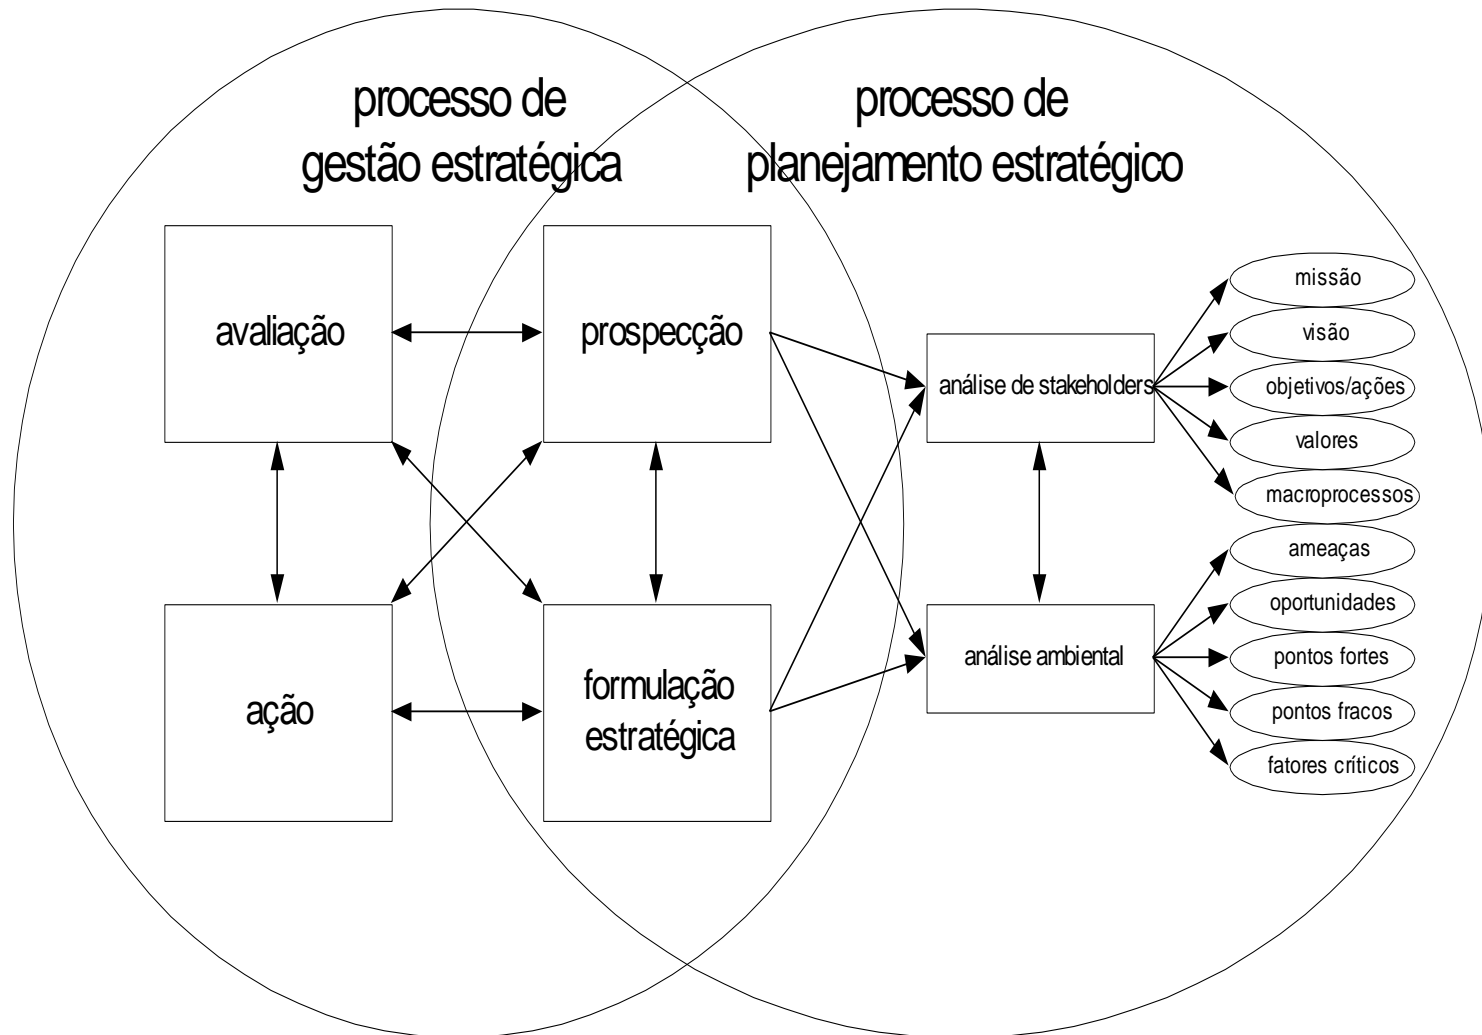 processo de
gestão estratégica
processo de
planejamento estratégico
avaliação
prospecção
ação
formulação
estratégica
análise de stakeholders
análise ambiental
missão
visão
objetivos/ações
valores
macroprocessos
ameaças
oportunidades
pontos fortes
pontos fracos
fatores críticos